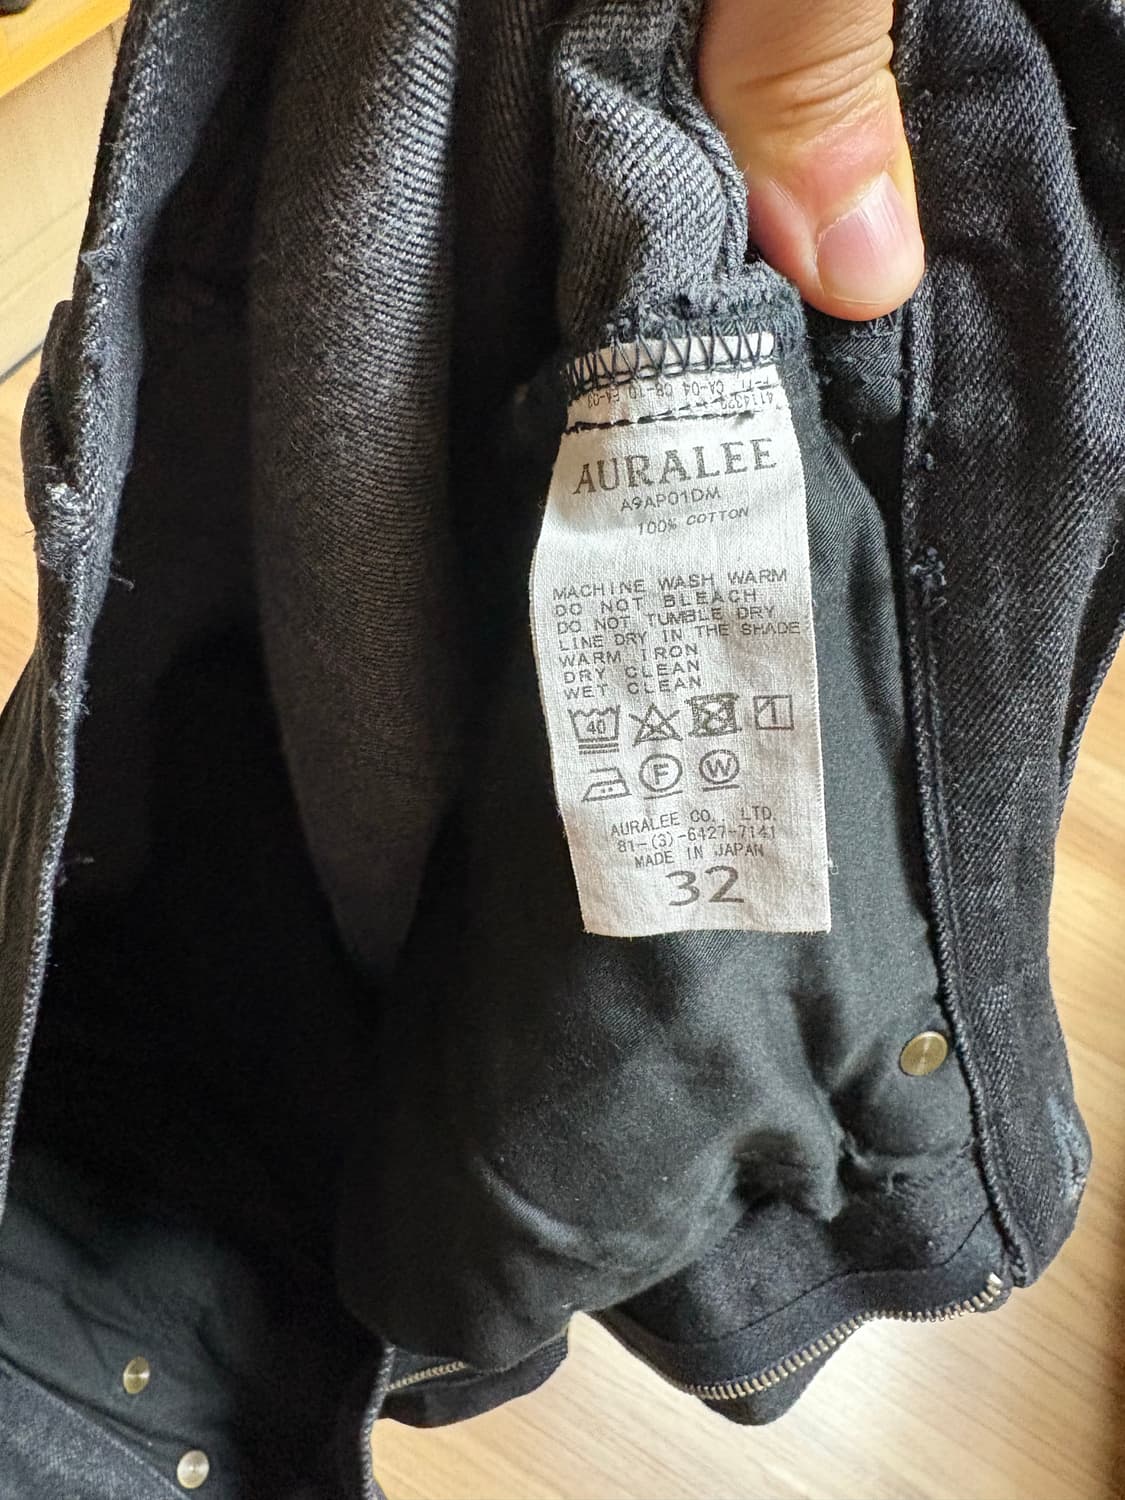 AURALEE
A9AP01DM
100% COTTON
MACHINE WASH WARM
DO NOT BLEACH
DO NOT TUMBLE DRY
LINE DRY IN THE SHADE
WARM IRON
DRY CLEAN
WET CLEAN
40
F W
AURALEE CO., LTD.
81-(3)-6427-7141
MADE IN JAPAN
32